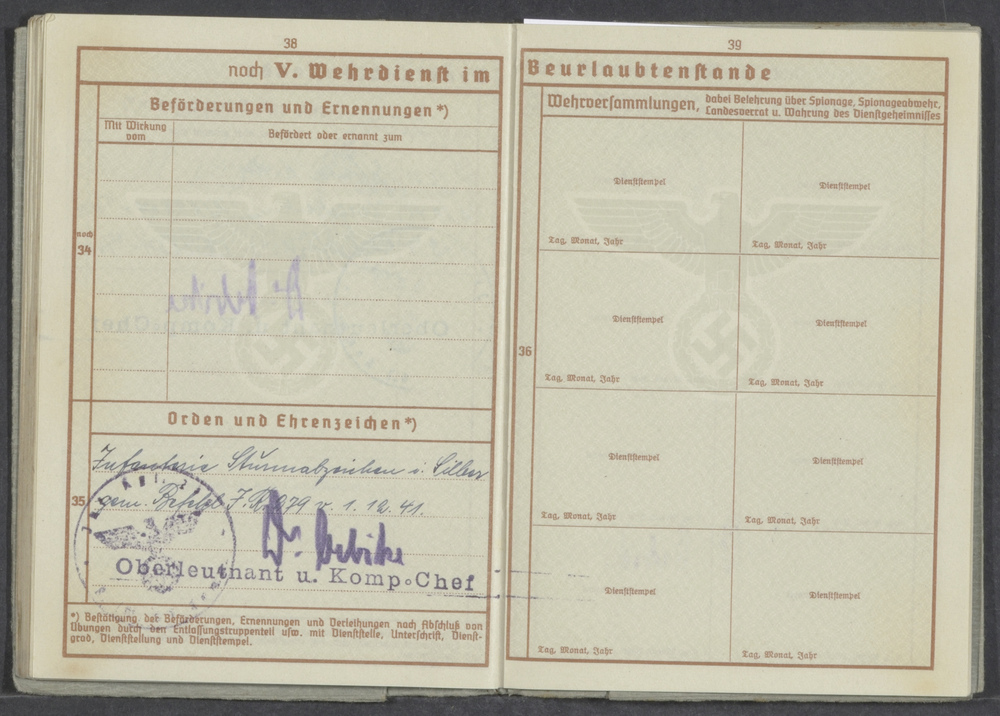 38
noch V. Wehrdienst im
Beförderungen und Ernennungen *)
Mit Wirkung vom
Befördert oder ernannt zum
noch
34
Orden und Ehrenzeichen *)
35
Infanterie Sturmabzeichen i. Silber
gem. Befehl J.R. 279 v. 1. 12. 41.
Dr.
Oberleutnant u. Komp.Chef
*) Bestätigung der Beförderungen, Ernennungen und Verleihungen nach Abschluß von
Übungen durch den Entlassungstruppenteil usw. mit Dienststelle, Unterschrift, Dienst-
grad, Dienststellung und Dienststempel.
39
Beurlaubtenstande
Wehrversammlungen, dabei Belehrung über Spionage, Spionageabwehr,
Landesverrat u. Wahrung des Dienstgeheimnisses
36
Dienststempel
Dienststempel
Tag, Monat, Jahr
Tag, Monat, Jahr
Dienststempel
Dienststempel
Tag, Monat, Jahr
Tag, Monat, Jahr
Dienststempel
Dienststempel
Tag, Monat, Jahr
Tag, Monat, Jahr
Dienststempel
Dienststempel
Tag, Monat, Jahr
Tag, Monat, Jahr